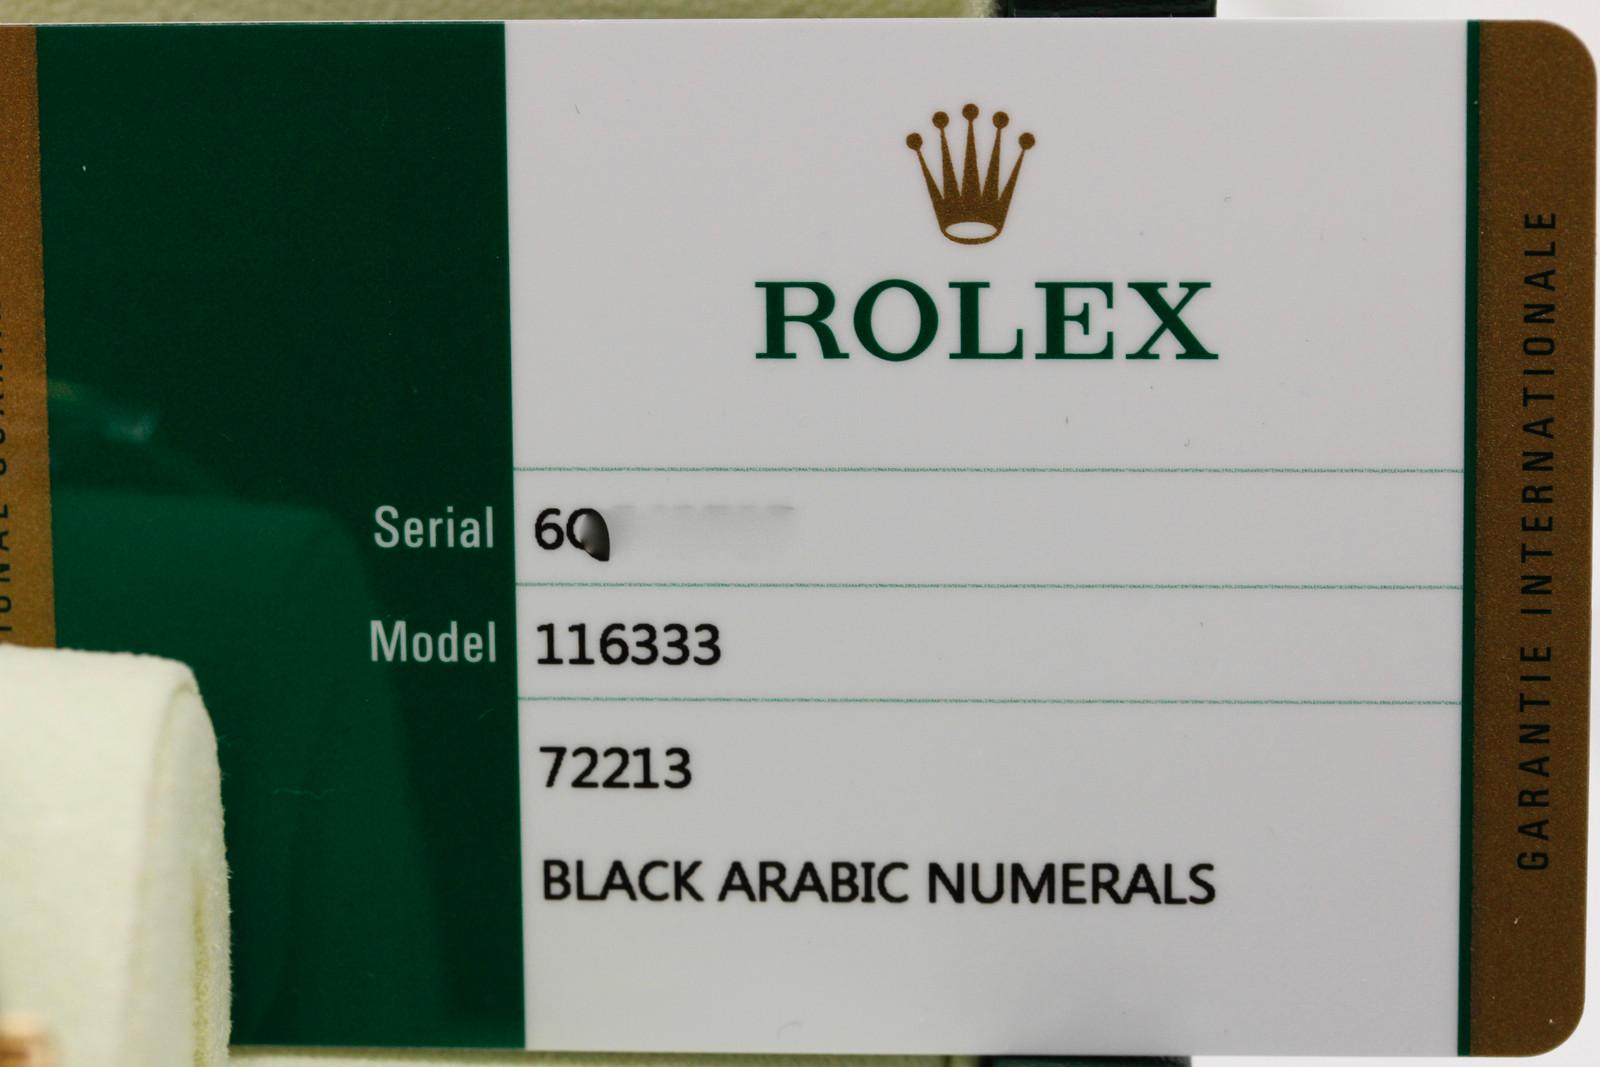 ROLEX
Serial 6
Model 116333
72213
BLACK ARABIC NUMERALS
GARANTIE INTERNATIONALE